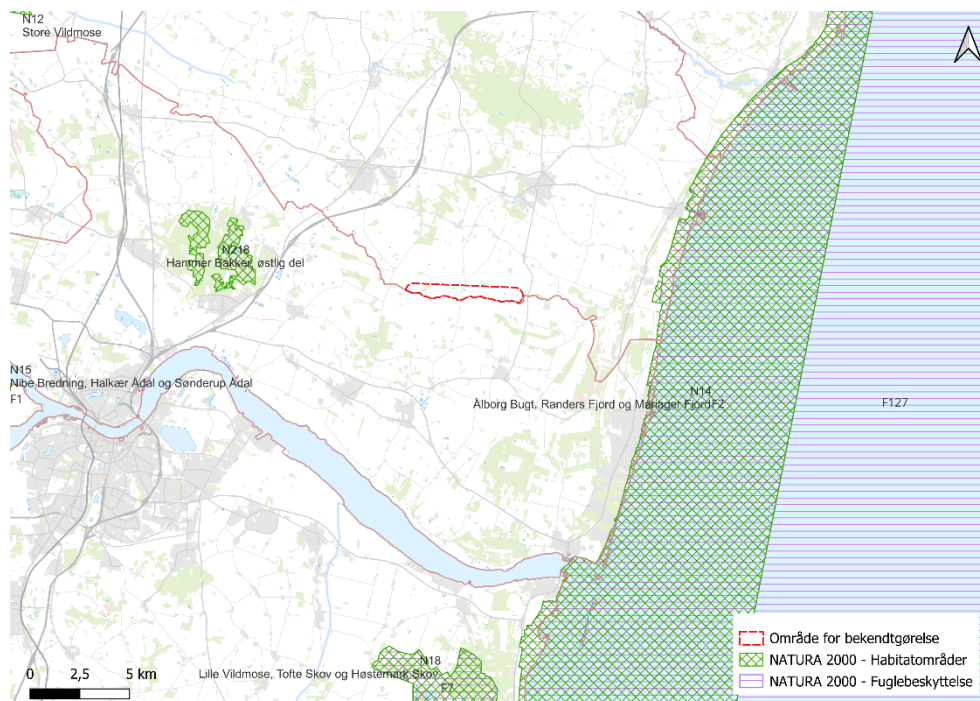 N12
Store Vildmose
N218
Hammer Bakker, østlig del
N15
Nibe Bredning, Halkær Ådal og Sønderup Ådal
F1
N14
Ålborg Bugt, Randers Fjord og Mariager Fjord F2
F127
N18
Lille Vildmose, Tofte Skov og Høstemark Skov
F7
0 2,5 5 km
Område for bekendtgørelse
NATURA 2000 - Habitatområder
NATURA 2000 - Fuglebeskyttelse